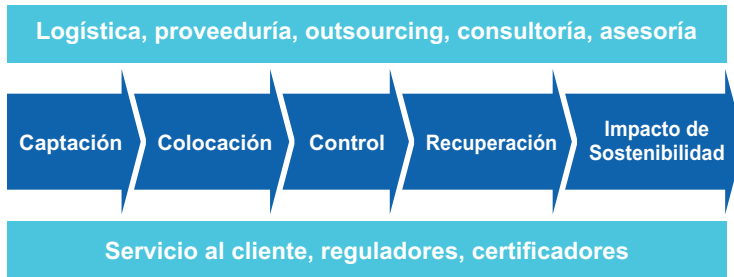 Logística, proveeduría, outsourcing, consultoría, asesoría
Captación
Colocación
Control
Recuperación
Impacto de
Sostenibilidad
Servicio al cliente, reguladores, certificadores